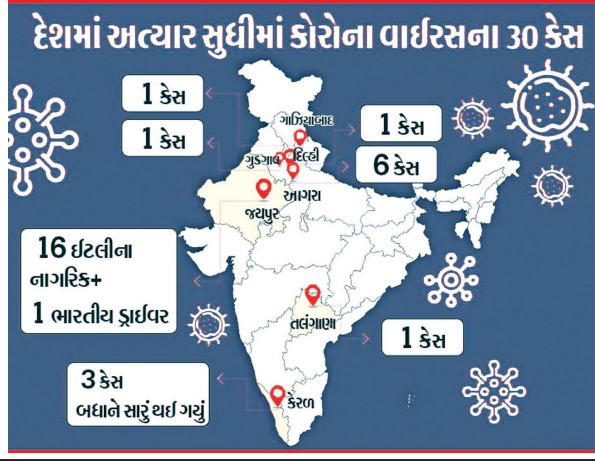 દેશમાં અત્યાર સુધીમાં કોરોના વાઈરસના 30 કેસ
1 કેસ
ગાઝિયાબાદ
1 કેસ
1 કેસ
ગુડગાવ
દિલ્હી
6 કેસ
આગરા
જયપુર
16 ઈટલીના
નાગરિક+
1 ભારતીય ડ્રાઈવર
તલંગાણા
1 કેસ
3 કેસ
બધાને સારું થઈ ગયું
કેરળ